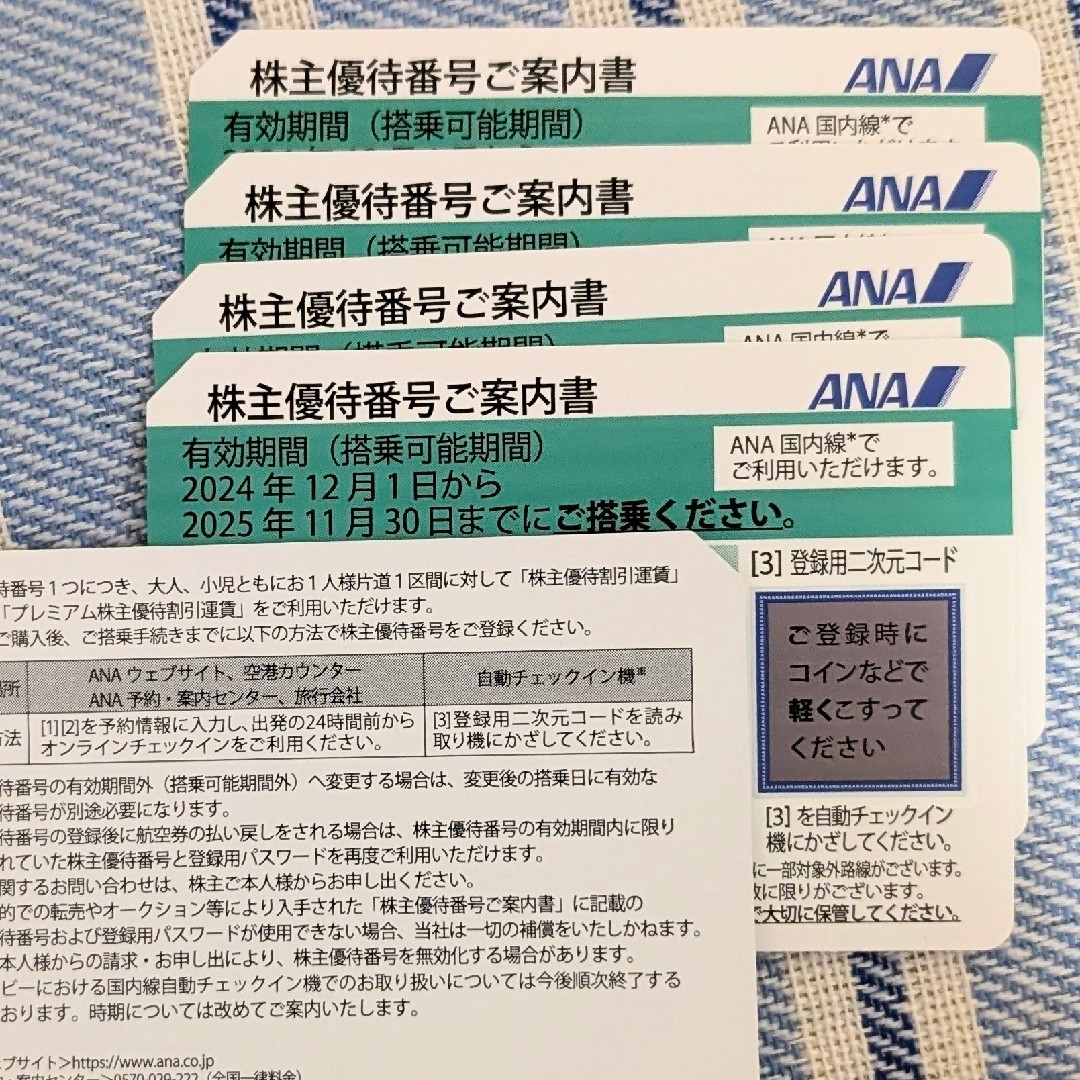 株主優待番号ご案内書
ANA
有効期間（搭乗可能期間）
ANA 国内線*で
株主優待番号ご案内書
ANA
有効期間（搭乗可能期間）
株主優待番号ご案内書
ANA
ANA 国内線*で
株主優待番号ご案内書
ANA
有効期間（搭乗可能期間）
2024 年 12 月 1 日から
2025 年 11 月 30 日までにご搭乗ください。
ANA 国内線*で
ご利用いただけます。
[3] 登録用二次元コード
ご登録時に
コインなどで
軽くこすって
ください
[3] を自動チェックイン
機にかざしてください。
に一部対象外路線がございます。
に限りがございます。
大切に保管してください。
待番号１つにつき、大人、小児ともにお１人様片道１区間に対して「株主優待割引運賃」
「プレミアム株主優待割引運賃」をご利用いただけます。
ご購入後、ご搭乗手続きまでに以下の方法で株主優待番号をご登録ください。
ANA ウェブサイト、空港カウンター
ANA 予約・案内センター、旅行会社
自動チェックイン機※
[1][2]を予約情報に入力し、出発の24時間前から
オンラインチェックインをご利用ください。
[3]登録用二次元コードを読み
取り機にかざしてください。
待番号の有効期間外（搭乗可能期間外）へ変更する場合は、変更後の搭乗日に有効な
待番号が別途必要になります。
待番号の登録後に航空券の払い戻しをされる場合は、株主優待番号の有効期間内に限り
れていた株主優待番号と登録用パスワードを再度ご利用いただけます。
関するお問い合わせは、株主ご本人様からお申し出ください。
的での転売やオークション等により入手された「株主優待番号ご案内書」に記載の
待番号および登録用パスワードが使用できない場合、当社は一切の補償をいたしかねます。
本人様からの請求・お申し出により、株主優待番号を無効化する場合があります。
ビーにおける国内線自動チェックイン機でのお取り扱いについては今後順次終了する
おります。時期については改めてご案内いたします。
ブサイト＞https://www.ana.co.jp
案内センター＞0570-029-222（全国一律料金）